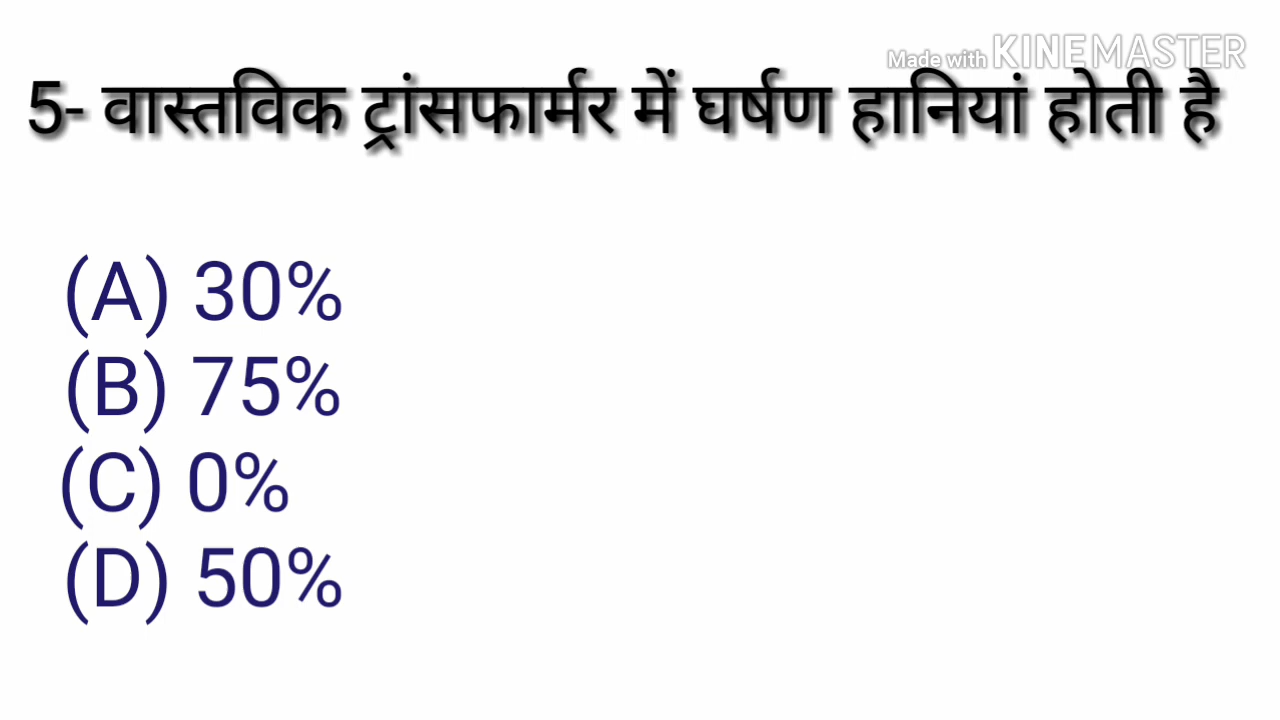 Made with KINEMASTER
5- वास्तविक ट्रांसफार्मर में घर्षण हानियां होती है
(A) 30%
(B) 75%
(C) 0%
(D) 50%